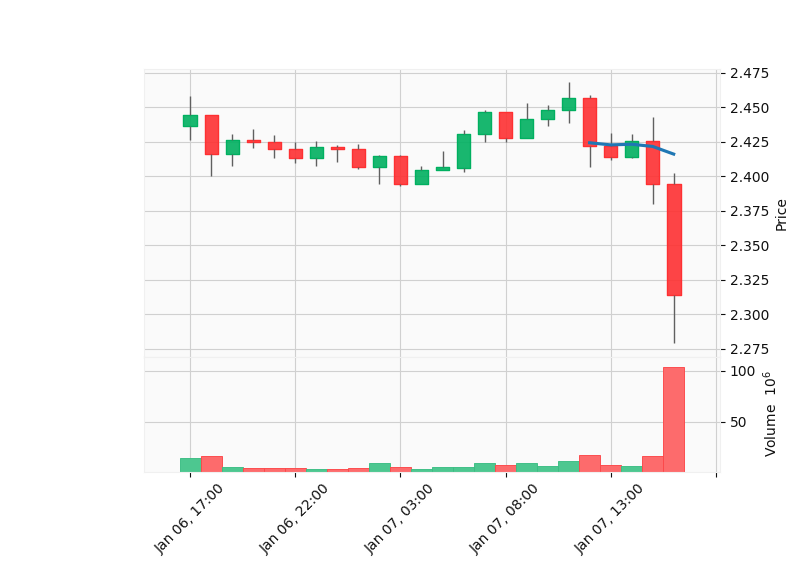 2.475
2.450
2.425
2.400
2.375
2.350
2.325
2.300
2.275
Price
100
50
Volume 10⁶
Jan 06, 17:00
Jan 06, 22:00
Jan 07, 03:00
Jan 07, 08:00
Jan 07, 13:00